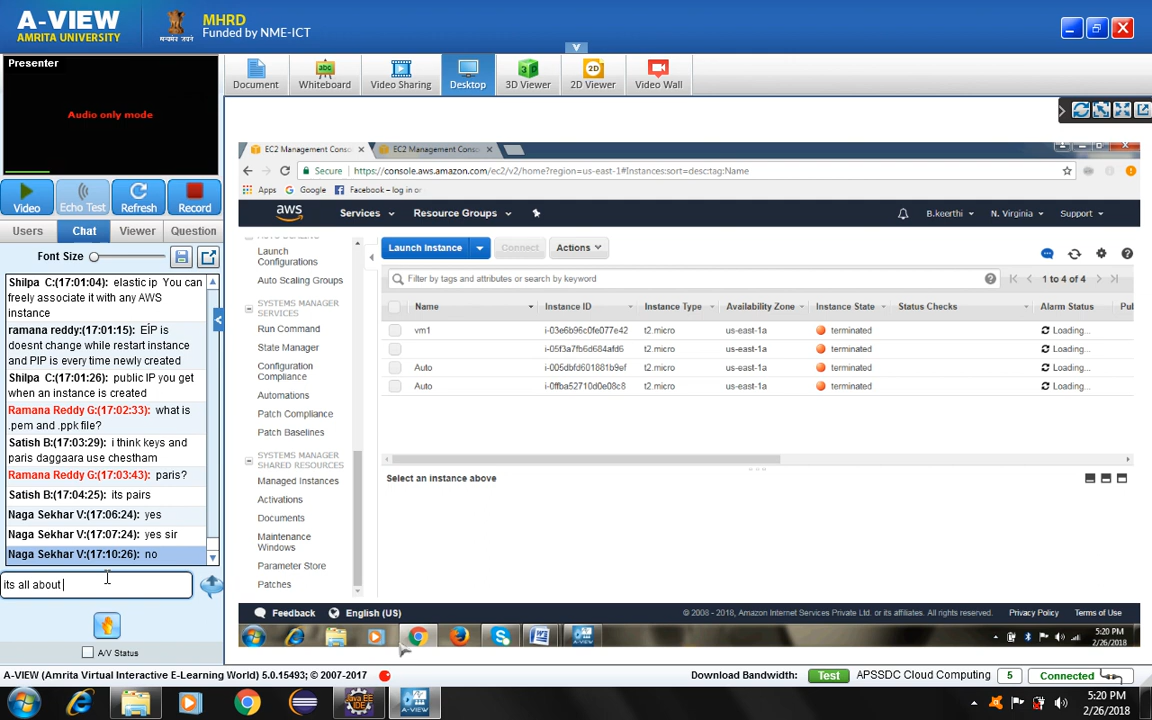 A-VIEW
AMRITA UNIVERSITY
MHRD
Funded by NME-ICT
Presenter
Audio only mode
Document
Whiteboard
Video Sharing
Desktop
3D Viewer
2D Viewer
Video Wall
Video
Echo Test
Refresh
Record
Users
Chat
Viewer
Question
Font Size
Shilpa C:(17:01:04): elastic ip You can
freely associate it with any AWS
instance
ramana reddy:(17:01:15): EİP is
doesnt change while restart instance
and PIP is every time newly created
Shilpa C:(17:01:26): public IP you get
when an instance is created
Ramana Reddy G:(17:02:33): what is
.pem and .ppk file?
Satish B:(17:03:29): i think keys and
paris daggaara use chestham
Ramana Reddy G:(17:03:43): paris?
Satish B:(17:04:25): its pairs
Naga Sekhar V:(17:06:24): yes
Naga Sekhar V:(17:07:24): yes sir
Naga Sekhar V:(17:10:26): no
its all about
A/V Status
EC2 Management Conso
EC2 Management Conso
Secure
https://console.aws.amazon.com/ec2/v2/home?region=us-east-1#Instances:sort=desc:tag:Name
Apps
Google
Facebook – log in or
aws
Services
Resource Groups
B.keerthi
N. Virginia
Support
Launch
Configurations
Auto Scaling Groups
SYSTEMS MANAGER
SERVICES
Run Command
State Manager
Configuration
Compliance
Automations
Patch Compliance
Patch Baselines
SYSTEMS MANAGER
SHARED RESOURCES
Managed Instances
Activations
Documents
Maintenance
Windows
Parameter Store
Patches
Launch Instance
Connect
Actions
Filter by tags and attributes or search by keyword
1 to 4 of 4
Name Instance ID Instance Type Availability Zone Instance State Status Checks Alarm Status Pul
vm1 i-03e6b96c0fe077e42 t2.micro us-east-1a terminated Loading...
i-05f3a7fb6d684afd6 t2.micro us-east-1a terminated Loading...
Auto i-005dbfd601881b9ef t2.micro us-east-1a terminated Loading...
Auto i-0ffba52710d0e08c8 t2.micro us-east-1a terminated Loading...
Select an instance above
Feedback
English (US)
© 2008 - 2018, Amazon Internet Services Private Ltd. or its affiliates. All rights reserved.
Privacy Policy
Terms of Use
5:20 PM
2/26/2018
A-VIEW (Amrita Virtual Interactive E-Learning World) 5.0.15493; © 2007-2017
Download Bandwidth:
Test
APSSDC Cloud Computing
5
Connected
5:20 PM
2/26/2018